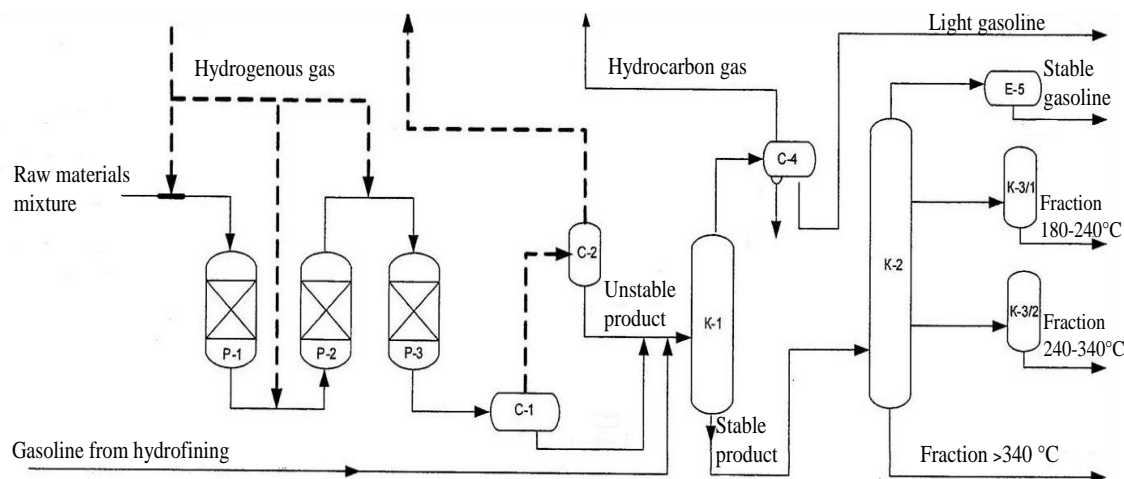 Light gasoline
Hydrogenous gas
Hydrocarbon gas
E-5
Stable
gasoline
C-4
Raw materials
mixture
K-3/1
Fraction
180-240°C
C-2
K-2
Unstable
product
K-1
K-3/2
Fraction
240-340°C
P-1
P-2
P-3
C-1
Stable
product
Gasoline from hydrofining
Fraction >340 °C